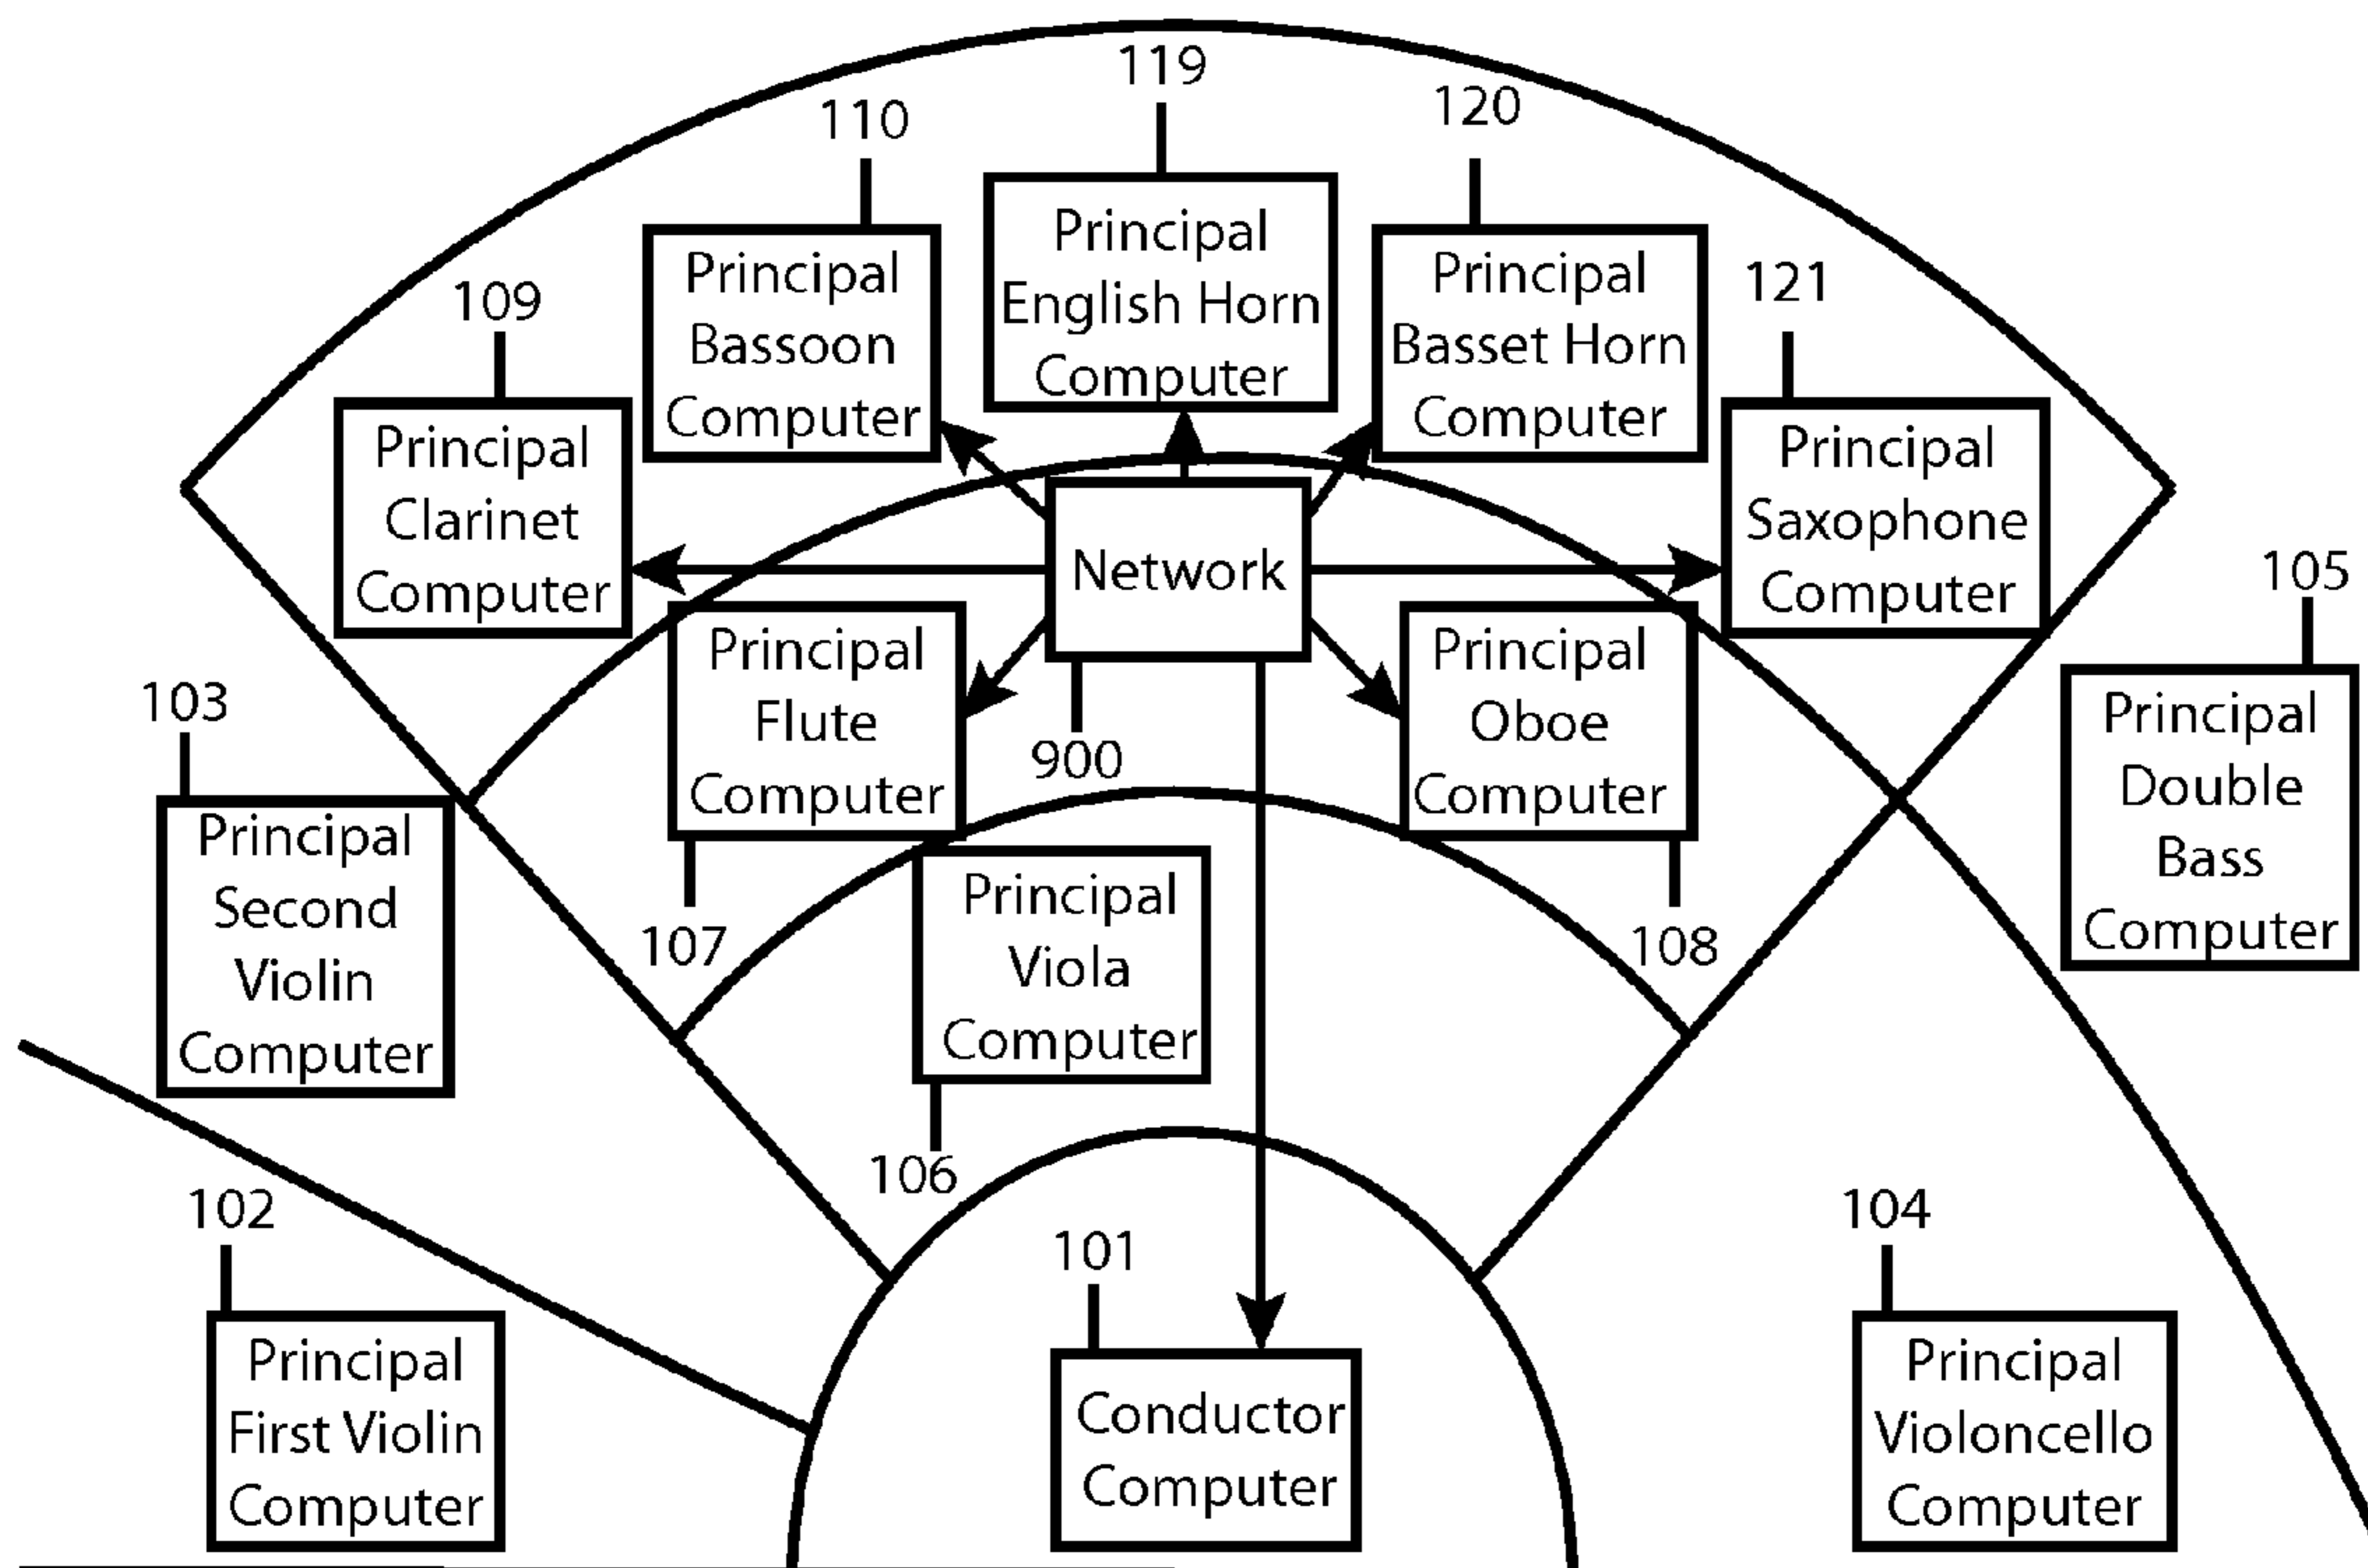 119
110
120
Principal
English Horn
Computer
Principal
Bassoon
Computer
Principal
Basset Horn
Computer
109
121
Principal
Clarinet
Computer
Principal
Saxophone
Computer
Network
900
105
Principal
Flute
Computer
107
Principal
Oboe
Computer
108
103
Principal
Second
Violin
Computer
Principal
Double
Bass
Computer
Principal
Viola
Computer
106
102
Principal
First Violin
Computer
101
Conductor
Computer
104
Principal
Violoncello
Computer